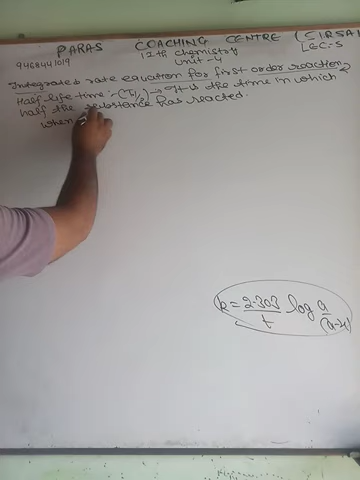 PARAS COACHING CENTRE (SIRSA)
9468441019 12th chemistry LEC-5
unit-4
Integrated rate equation for first order reaction
Half life time :- (T½) → It is the time in which
half the substance has reacted.
when
k = 2.303/t log a/(a-x)